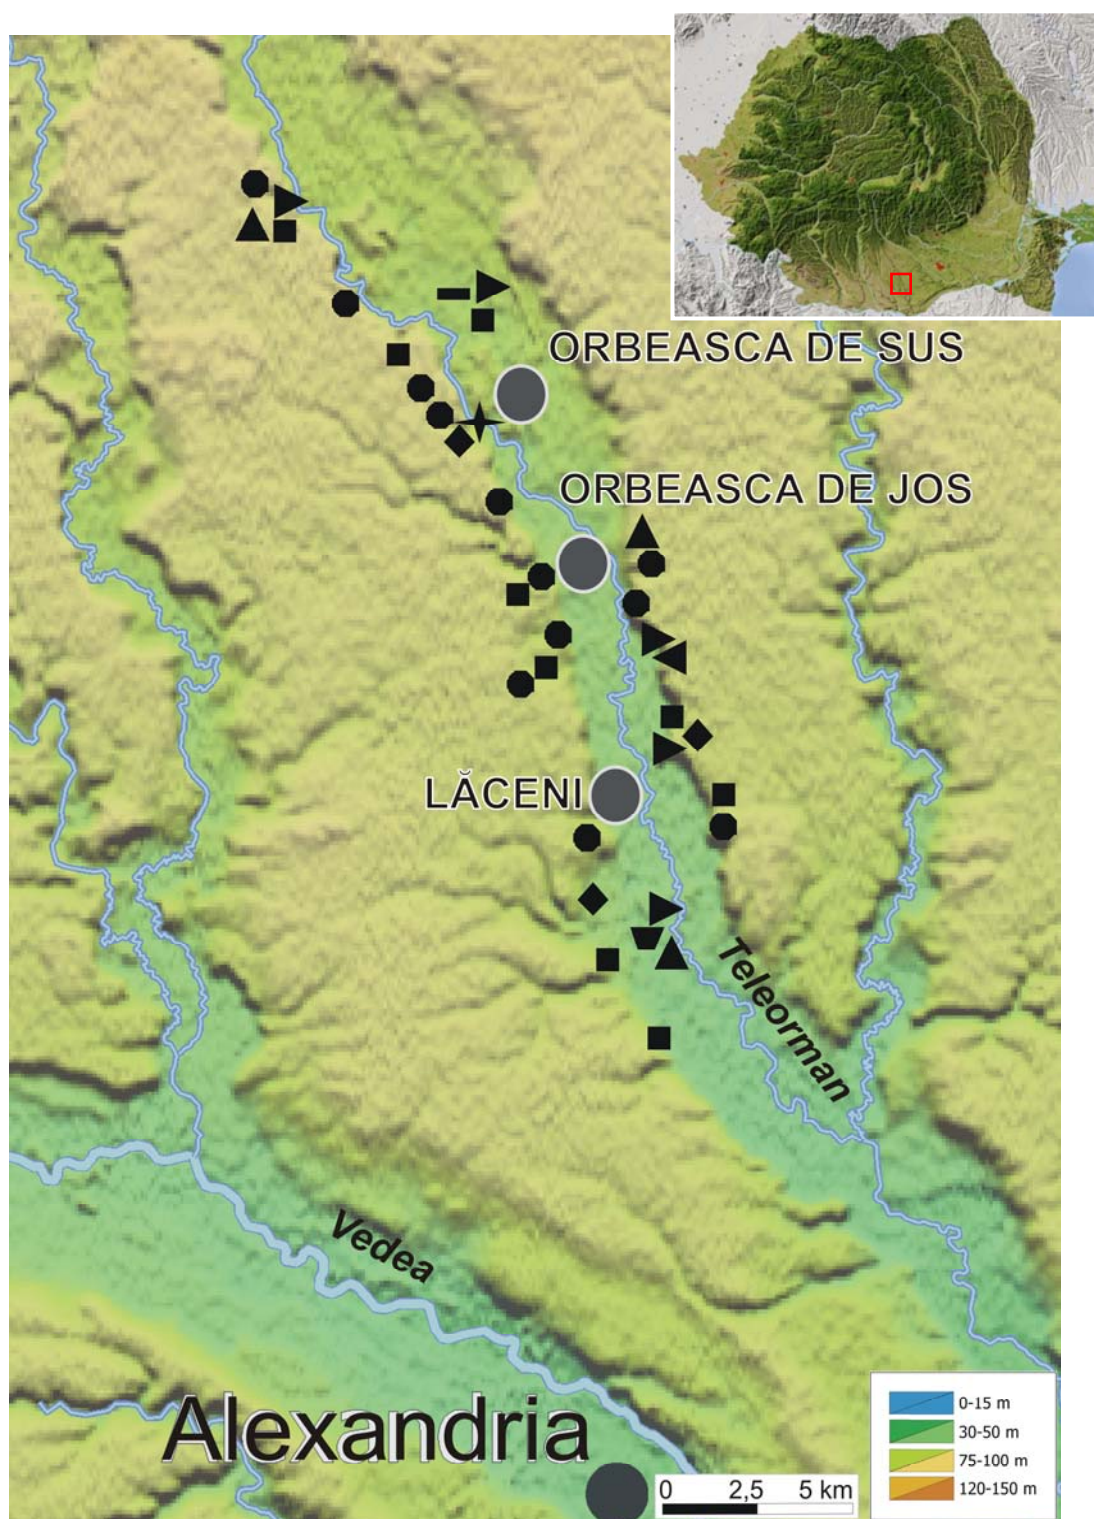 ORBEASCA DE SUS
ORBEASCA DE JOS
LĂCENI
Teleorman
Vedea
Alexandria
0 2,5 5 km
0-15 m
30-50 m
75-100 m
120-150 m